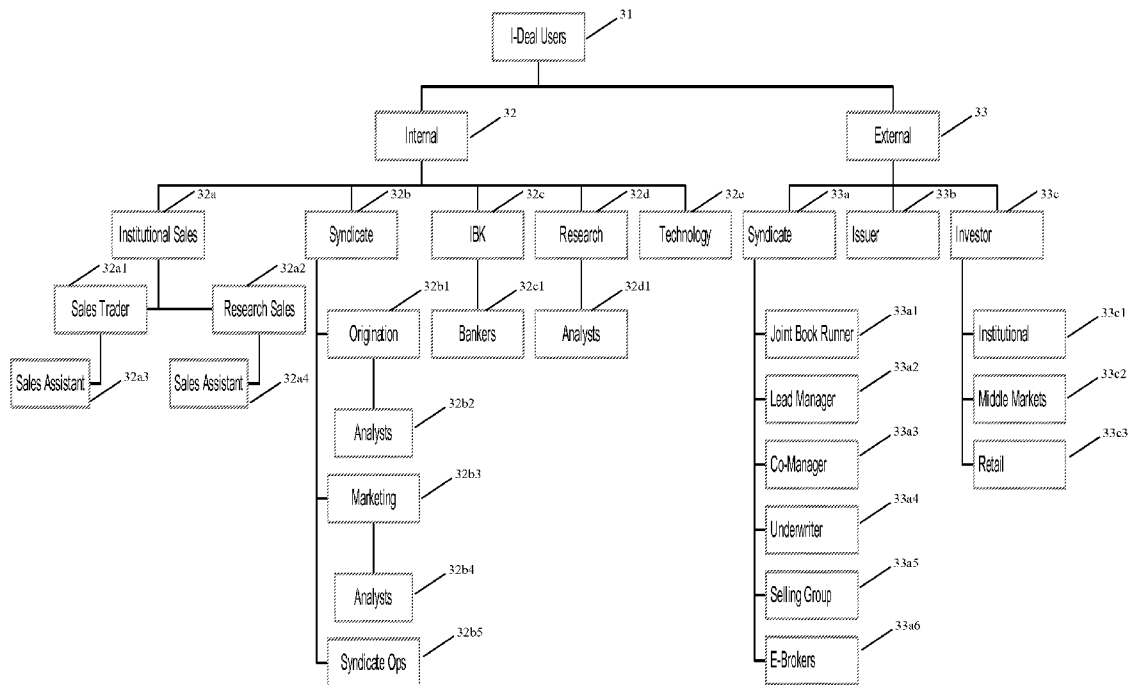 31
I-Deal Users
32
Internal
33
External
32a
Institutional Sales
32b
Syndicate
32c
IBK
32d
Research
32e
Technology
33a
Syndicate
33b
Issuer
33c
Investor
32a1
Sales Trader
32a2
Research Sales
32a3
Sales Assistant
32a4
Sales Assistant
32b1
Origination
32b2
Analysts
32b3
Marketing
32b4
Analysts
32b5
Syndicate Ops
32c1
Bankers
32d1
Analysts
33a1
Joint Book Runner
33a2
Lead Manager
33a3
Co-Manager
33a4
Underwriter
33a5
Selling Group
33a6
E-Brokers
33c1
Institutional
33c2
Middle Markets
33c3
Retail